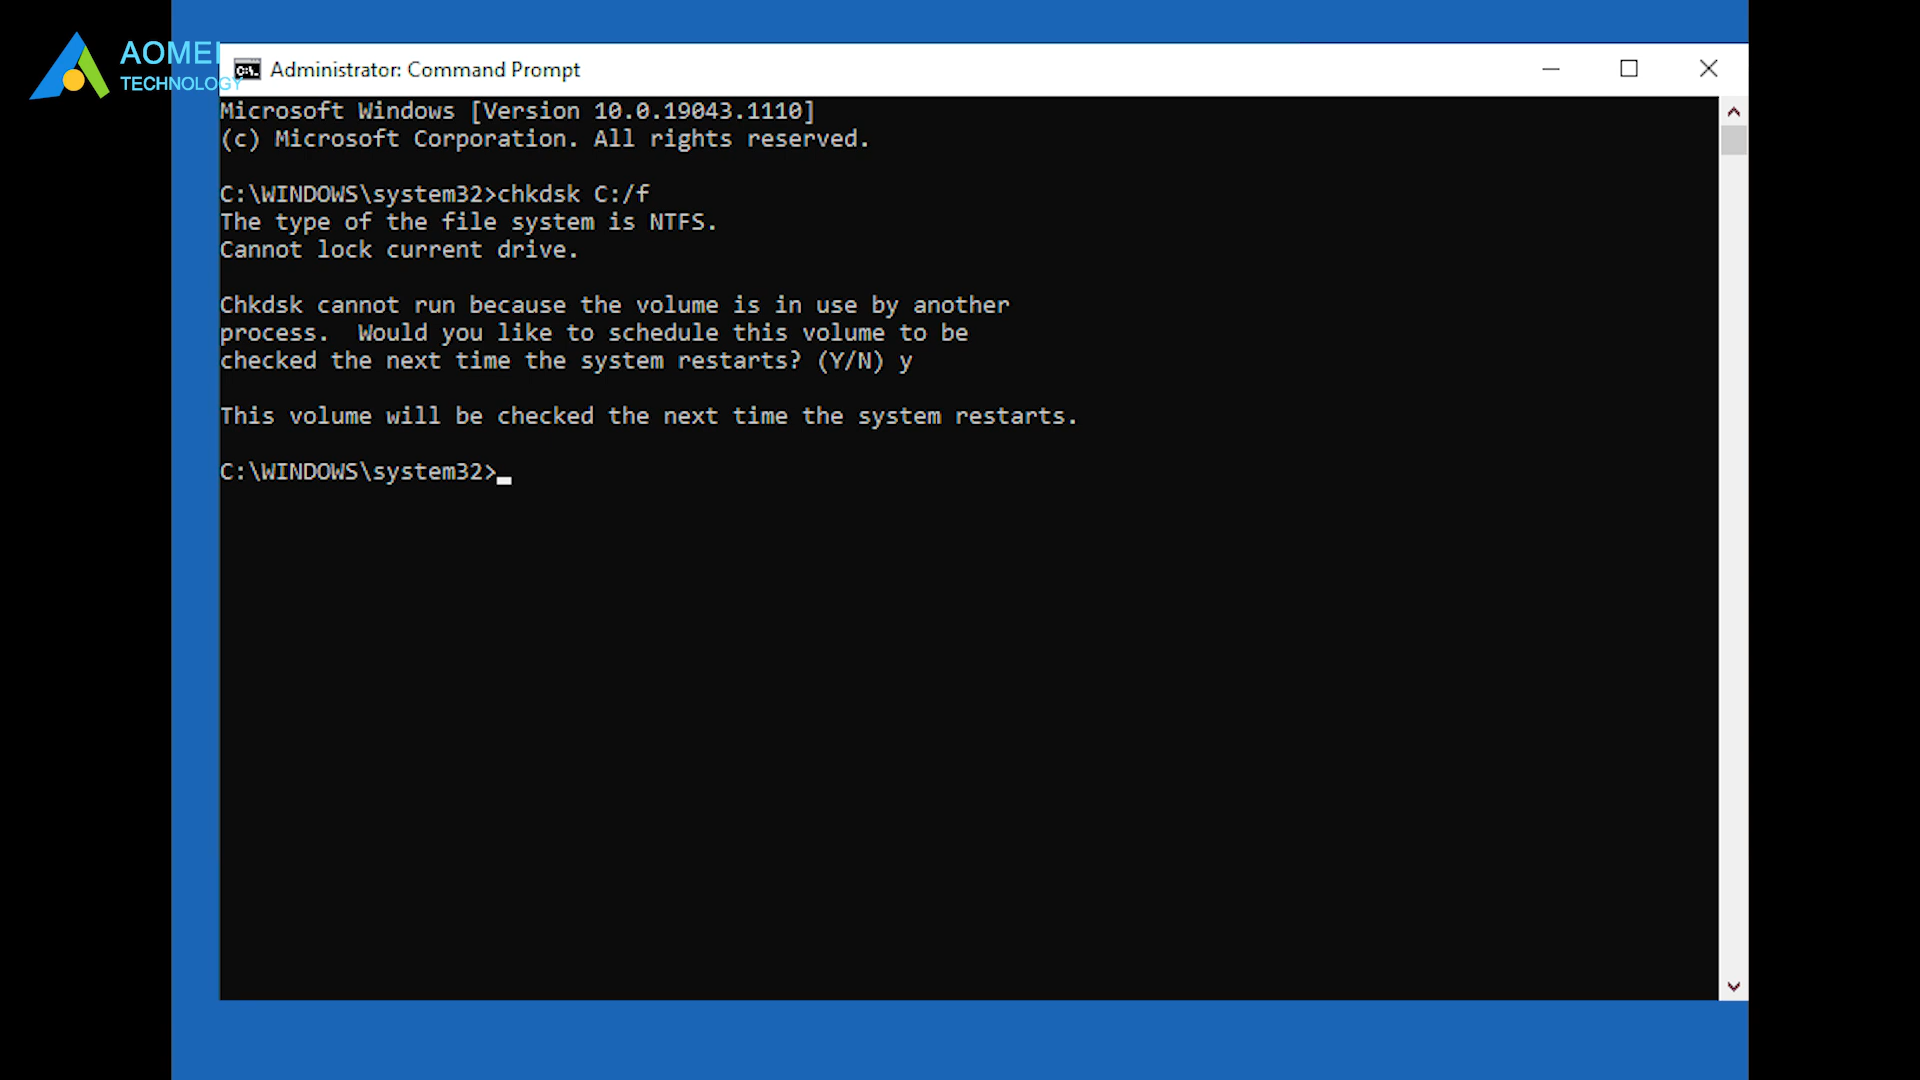 AOMEI
TECHNOLOGY
Administrator: Command Prompt
Microsoft Windows [Version 10.0.19043.1110]
(c) Microsoft Corporation. All rights reserved.
C:\WINDOWS\system32>chkdsk C:/f
The type of the file system is NTFS.
Cannot lock current drive.
Chkdsk cannot run because the volume is in use by another
process.  Would you like to schedule this volume to be
checked the next time the system restarts? (Y/N) y
This volume will be checked the next time the system restarts.
C:\WINDOWS\system32>